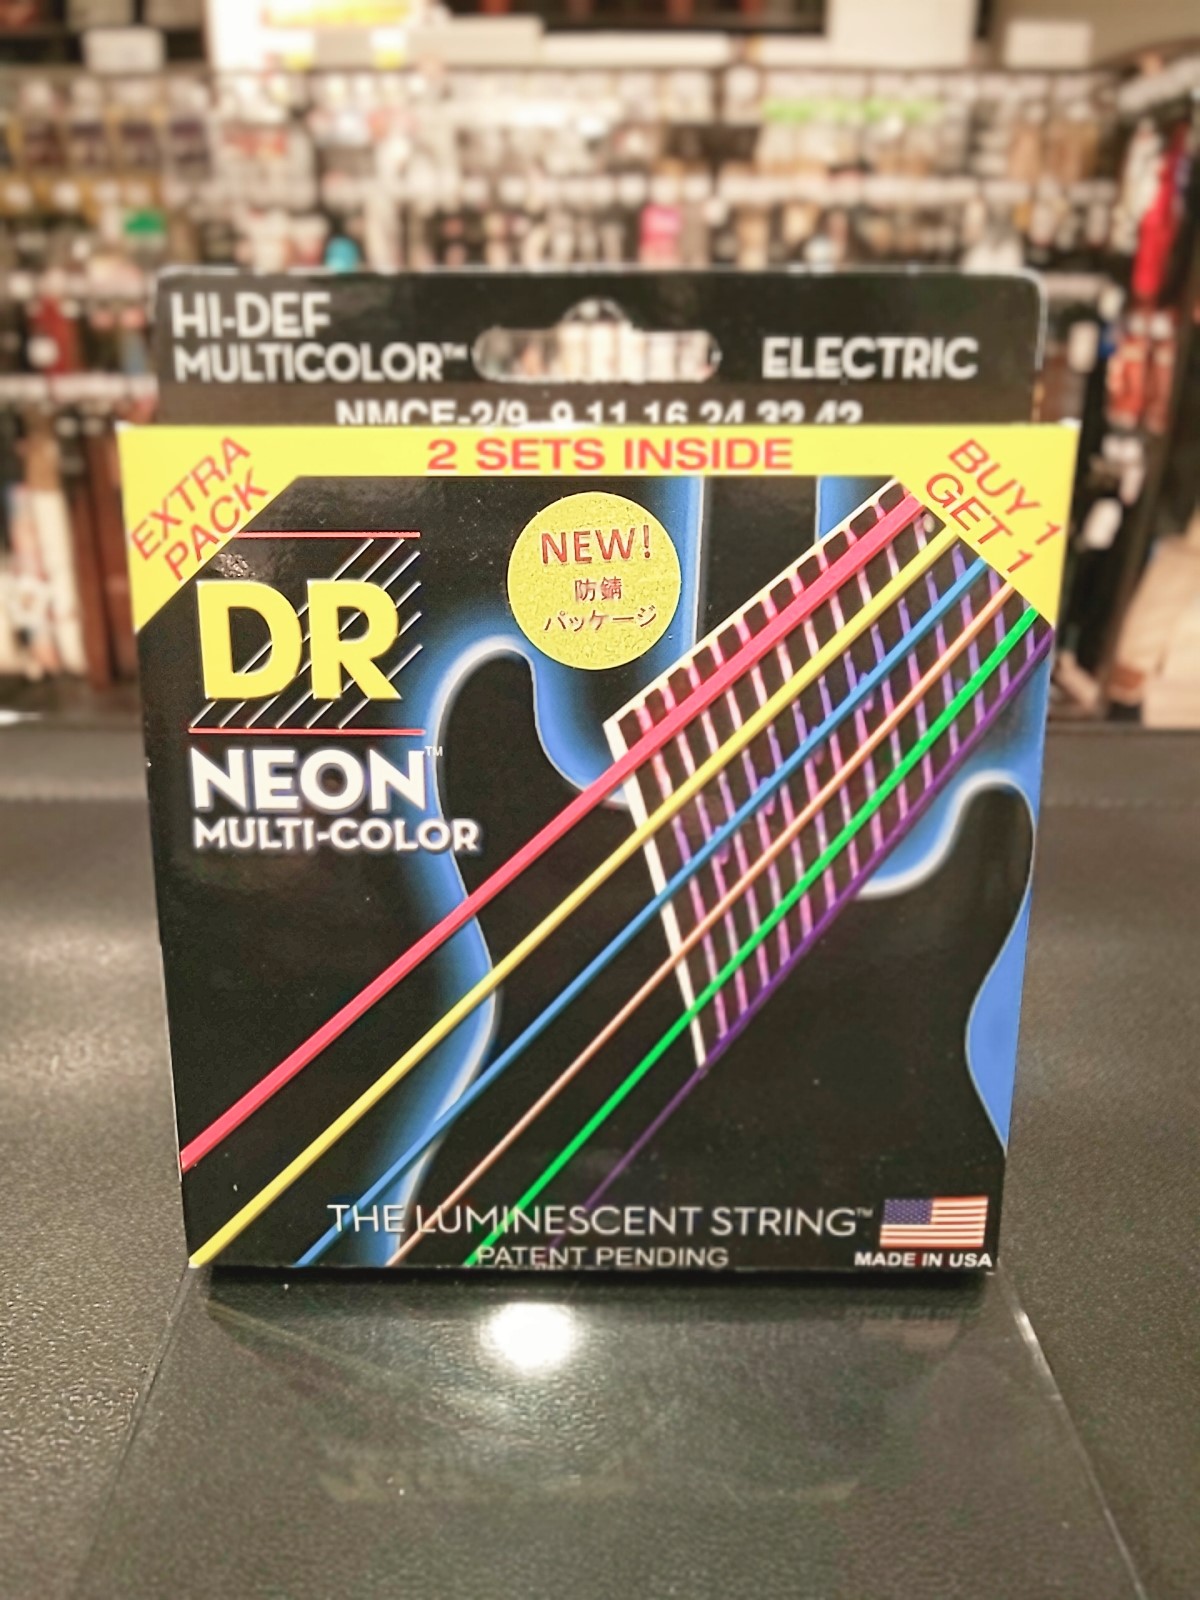 HI-DEF
MULTICOLOR™
ELECTRIC
NMCE-2/9 9 11 16 24 32 42
EXTRA
PACK
2 SETS INSIDE
BUY 1
GET 1
DR
NEW!
防錆
パッケージ
NEON™
MULTI-COLOR
THE LUMINESCENT STRING™
PATENT PENDING
MADE IN USA